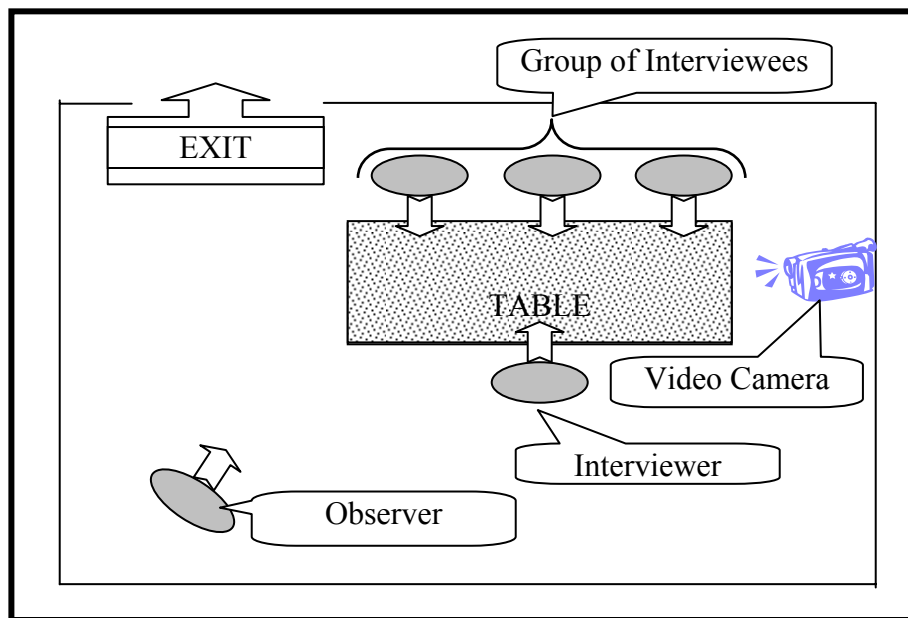 Group of Interviewees
EXIT
TABLE
Video Camera
Interviewer
Observer